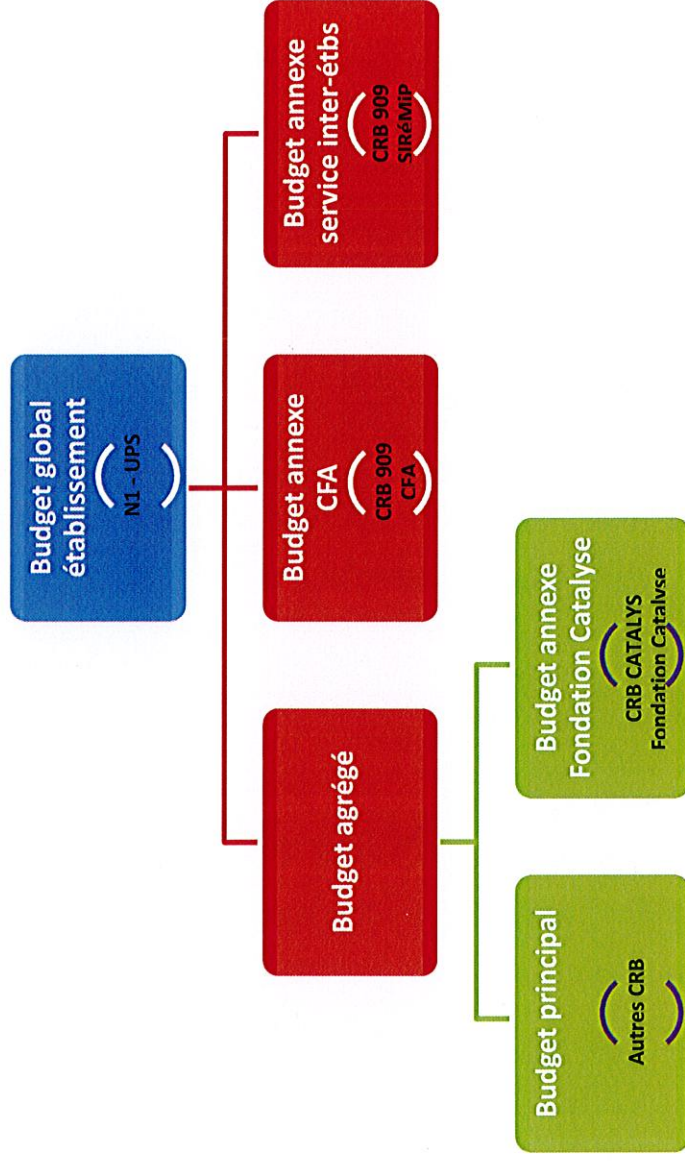 Budget global
établissement
N1 - UPS
Budget agrégé
Budget annexe
CFA
CRB 909
CFA
Budget annexe
service inter-étbs
CRB 909
SIRéMiP
Budget principal
Autres CRB
Budget annexe
Fondation Catalyse
CRB CATALYS
Fondation Catalyse